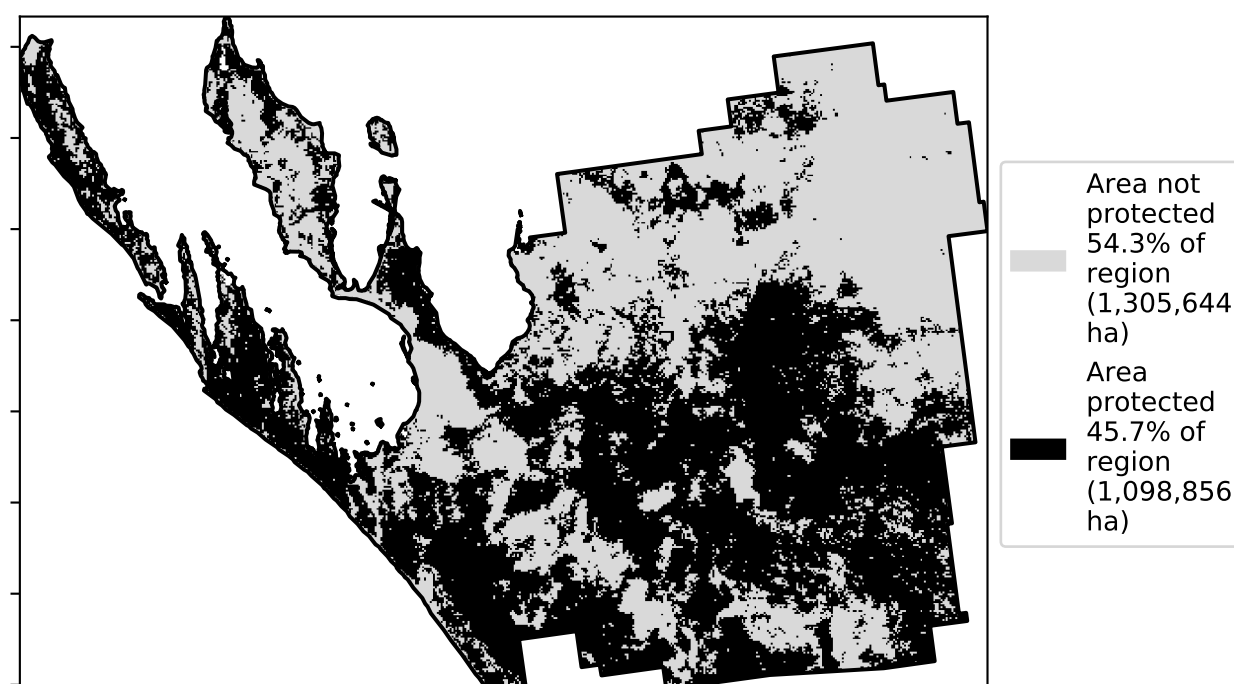 Area not
protected
54.3% of
region
(1,305,644
ha)
Area
protected
45.7% of
region
(1,098,856
ha)